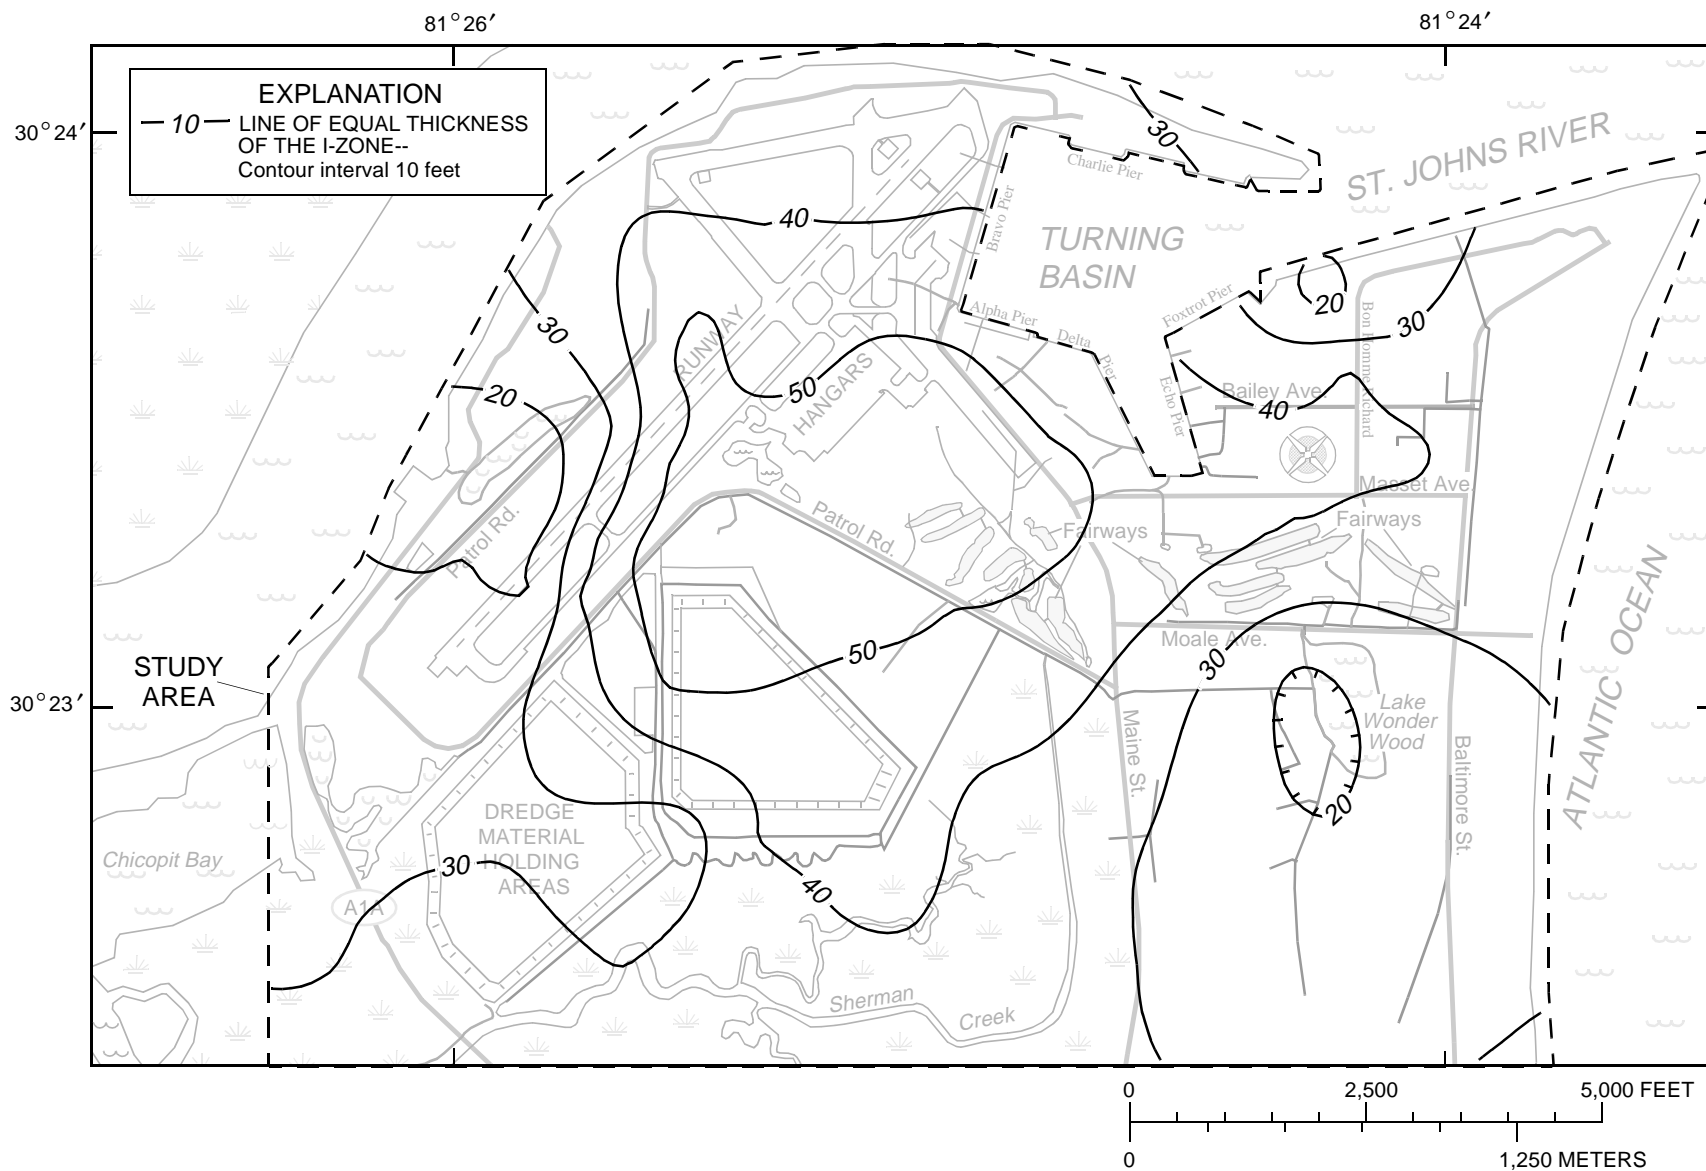 81°26′
81°24′
EXPLANATION
10
LINE OF EQUAL THICKNESS
OF THE I-ZONE--
Contour interval 10 feet
30°24′
30
Charlie Pier
ST. JOHNS RIVER
Bravo Pier
40
TURNING
BASIN
30
20
Foxtrot Pier
Alpha Pier
Delta
Pier
Bon Homme Richard
30
RUNWAY
HANGARS
50
20
Echo Pier
Bailey Ave.
40
Masset Ave.
Patrol Rd.
Patrol Rd.
Fairways
Fairways
STUDY
AREA
50
Moale Ave.
30
ATLANTIC OCEAN
30°23′
Lake
Wonder
Wood
Maine St.
Baltimore St.
20
DREDGE
MATERIAL
HOLDING
AREAS
Chicopit Bay
30
40
A1A
Sherman
Creek
0
2,500
5,000 FEET
0
1,250 METERS